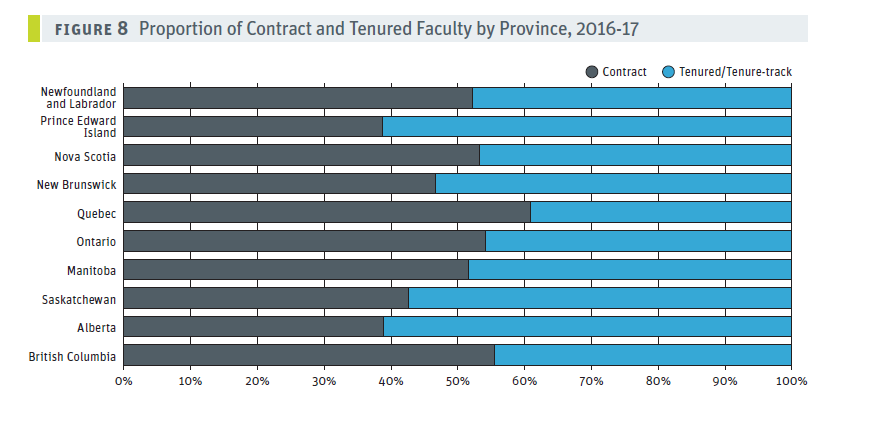 FIGURE 8 Proportion of Contract and Tenured Faculty by Province, 2016-17
Contract Tenured/Tenure-track
Newfoundland
and Labrador
Prince Edward
Island
Nova Scotia
New Brunswick
Quebec
Ontario
Manitoba
Saskatchewan
Alberta
British Columbia
0% 10% 20% 30% 40% 50% 60% 70% 80% 90% 100%